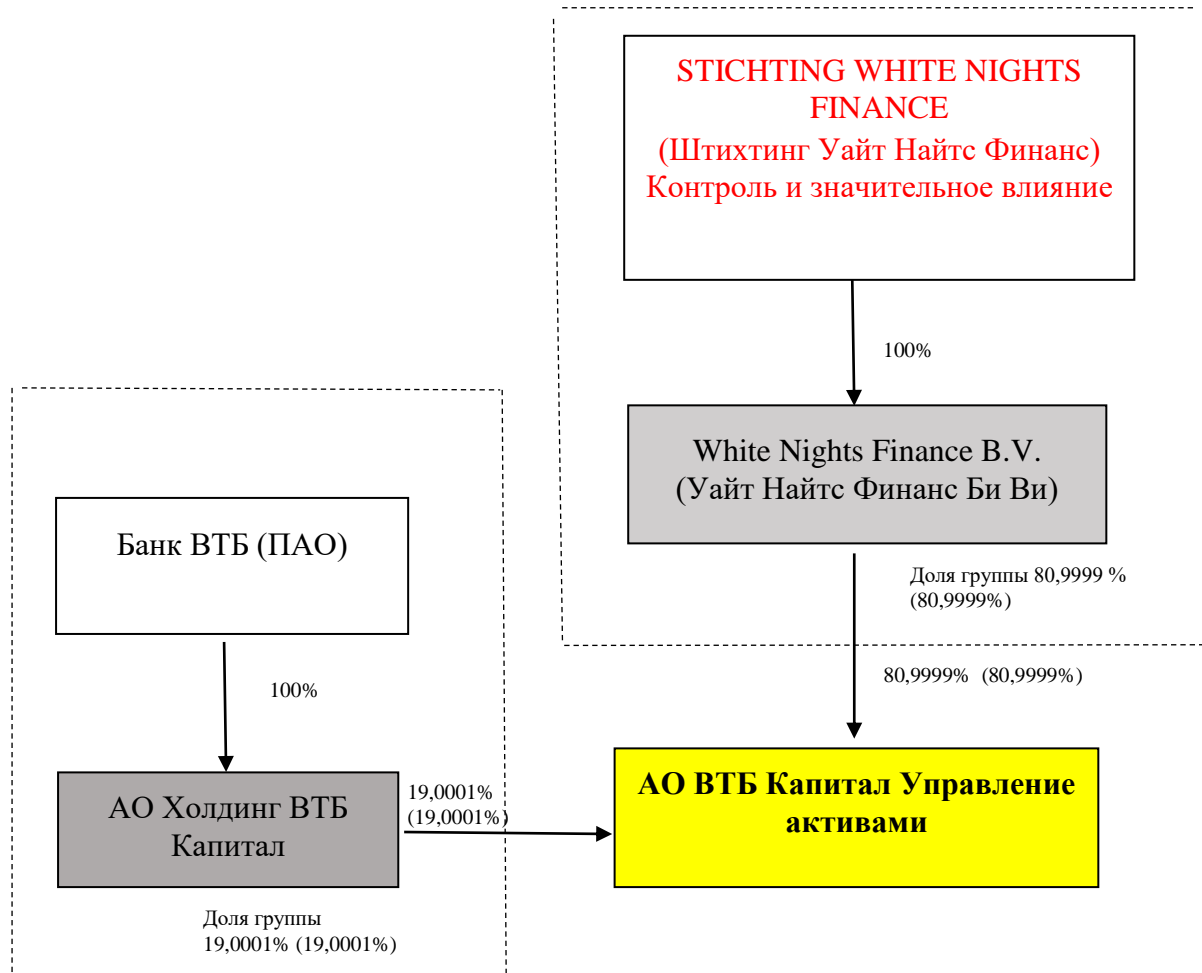 STICHTING WHITE NIGHTS
FINANCE
(Штихтинг Уайт Найтс Финанс)
Контроль и значительное влияние
100%
White Nights Finance B.V.
(Уайт Найтс Финанс Би Ви)
Банк ВТБ (ПАО)
Доля группы 80,9999 %
(80,9999%)
80,9999% (80,9999%)
100%
АО Холдинг ВТБ
Капитал
19,0001%
(19,0001%)
АО ВТБ Капитал Управление
активами
Доля группы
19,0001% (19,0001%)